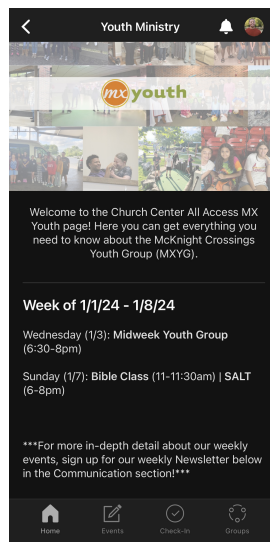 Youth Ministry
mx youth
Welcome to the Church Center All Access MX
Youth page! Here you can get everything you
need to know about the McKnight Crossings
Youth Group (MXYG).
Week of 1/1/24 - 1/8/24
Wednesday (1/3): Midweek Youth Group
(6:30-8pm)
Sunday (1/7): Bible Class (11-11:30am) | SALT
(6-8pm)
***For more in-depth detail about our weekly
events, sign up for our weekly Newsletter below
in the Communication section!***
Home Events Check-in Groups